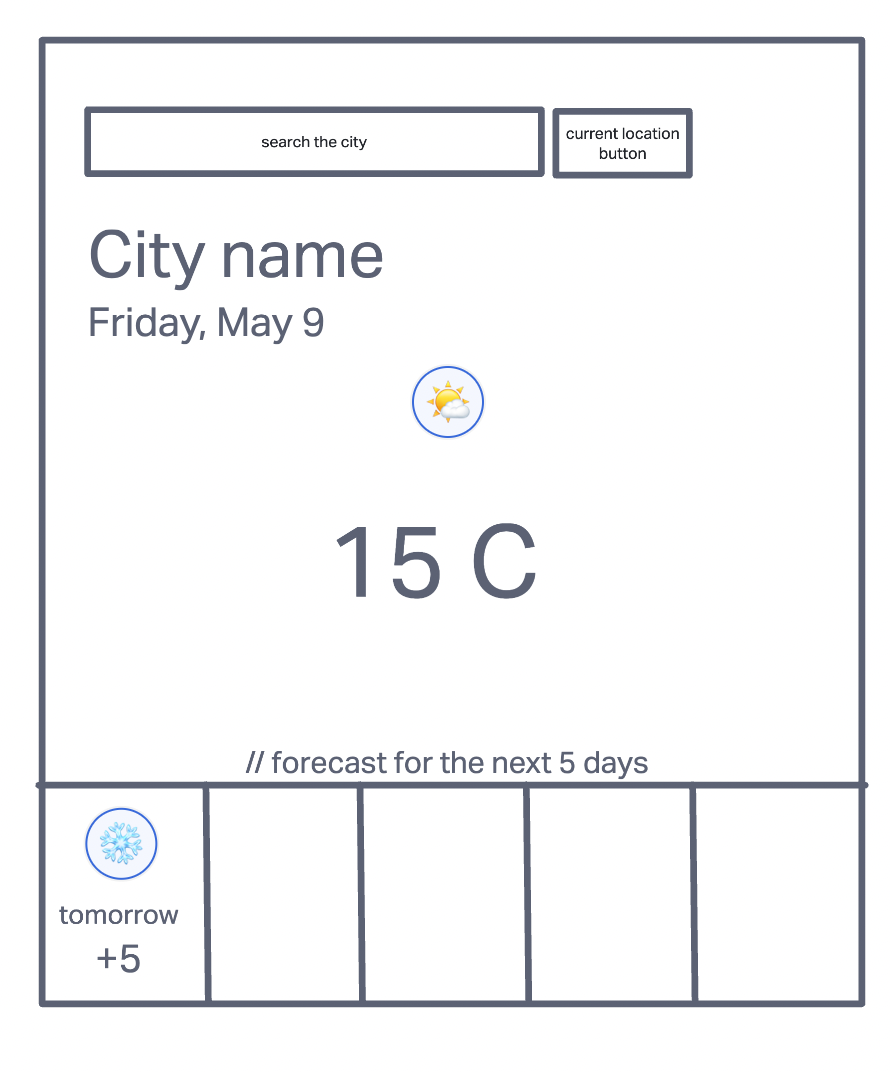 search the city
current location
button
City name
Friday, May 9
15 C
// forecast for the next 5 days
tomorrow
+5